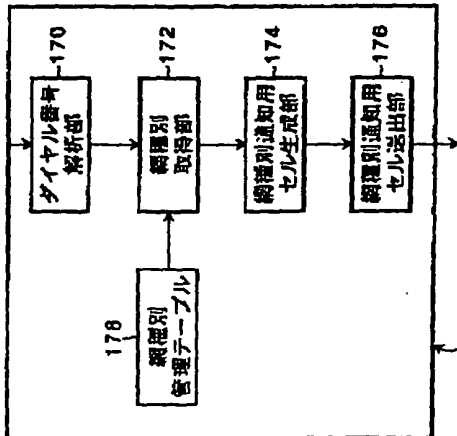 ダイヤル番号
解析部
170
網種別
取得部
172
網種別通知用
セル生成部
174
網種別通知用
セル送出部
176
178
網種別
管理テーブル